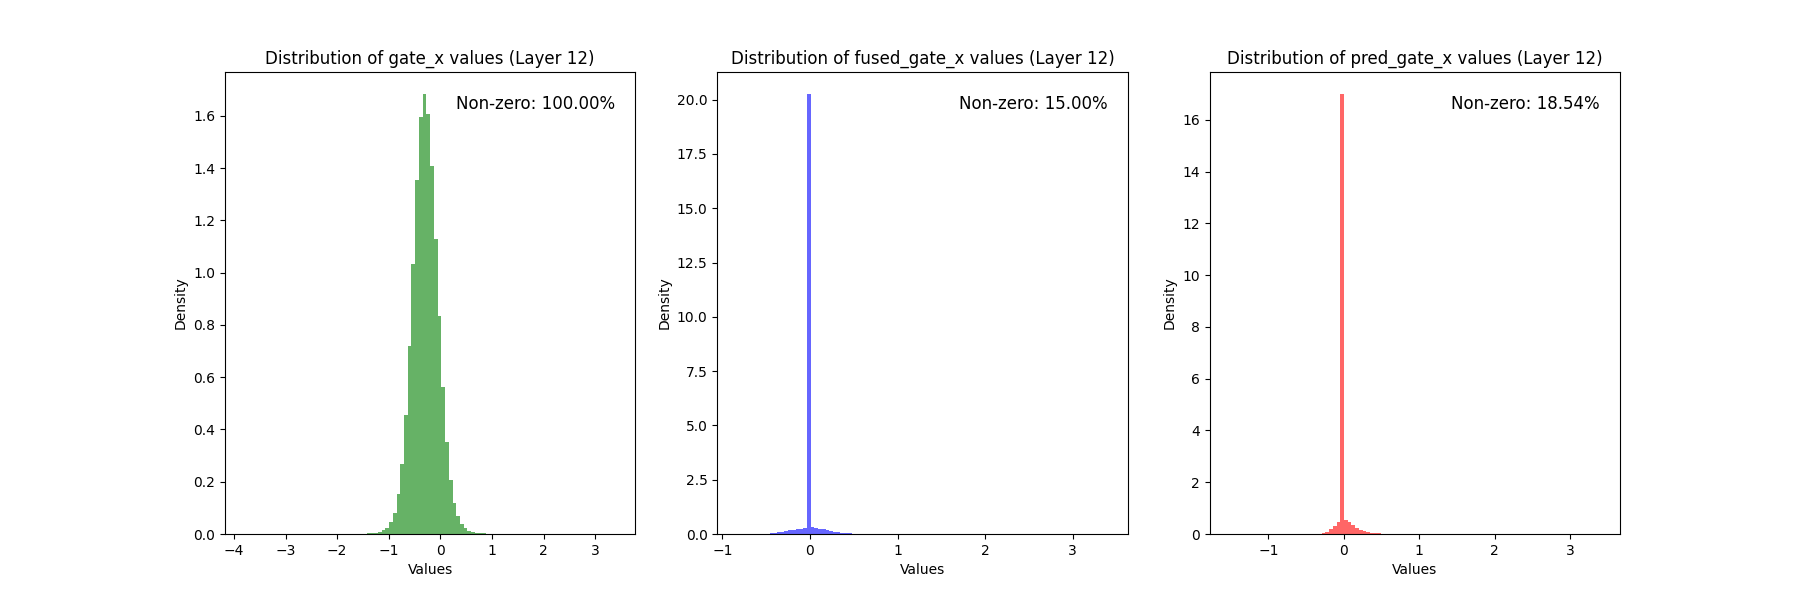 Distribution of gate_x values (Layer 12)
Non-zero: 100.00%
Density
1.6
1.4
1.2
1.0
0.8
0.6
0.4
0.2
0.0
−4 −3 −2 −1 0 1 2 3
Values
Distribution of fused_gate_x values (Layer 12)
Non-zero: 15.00%
Density
20.0
17.5
15.0
12.5
10.0
7.5
5.0
2.5
0.0
−1 0 1 2 3
Values
Distribution of pred_gate_x values (Layer 12)
Non-zero: 18.54%
Density
16
14
12
10
8
6
4
2
0
−1 0 1 2 3
Values